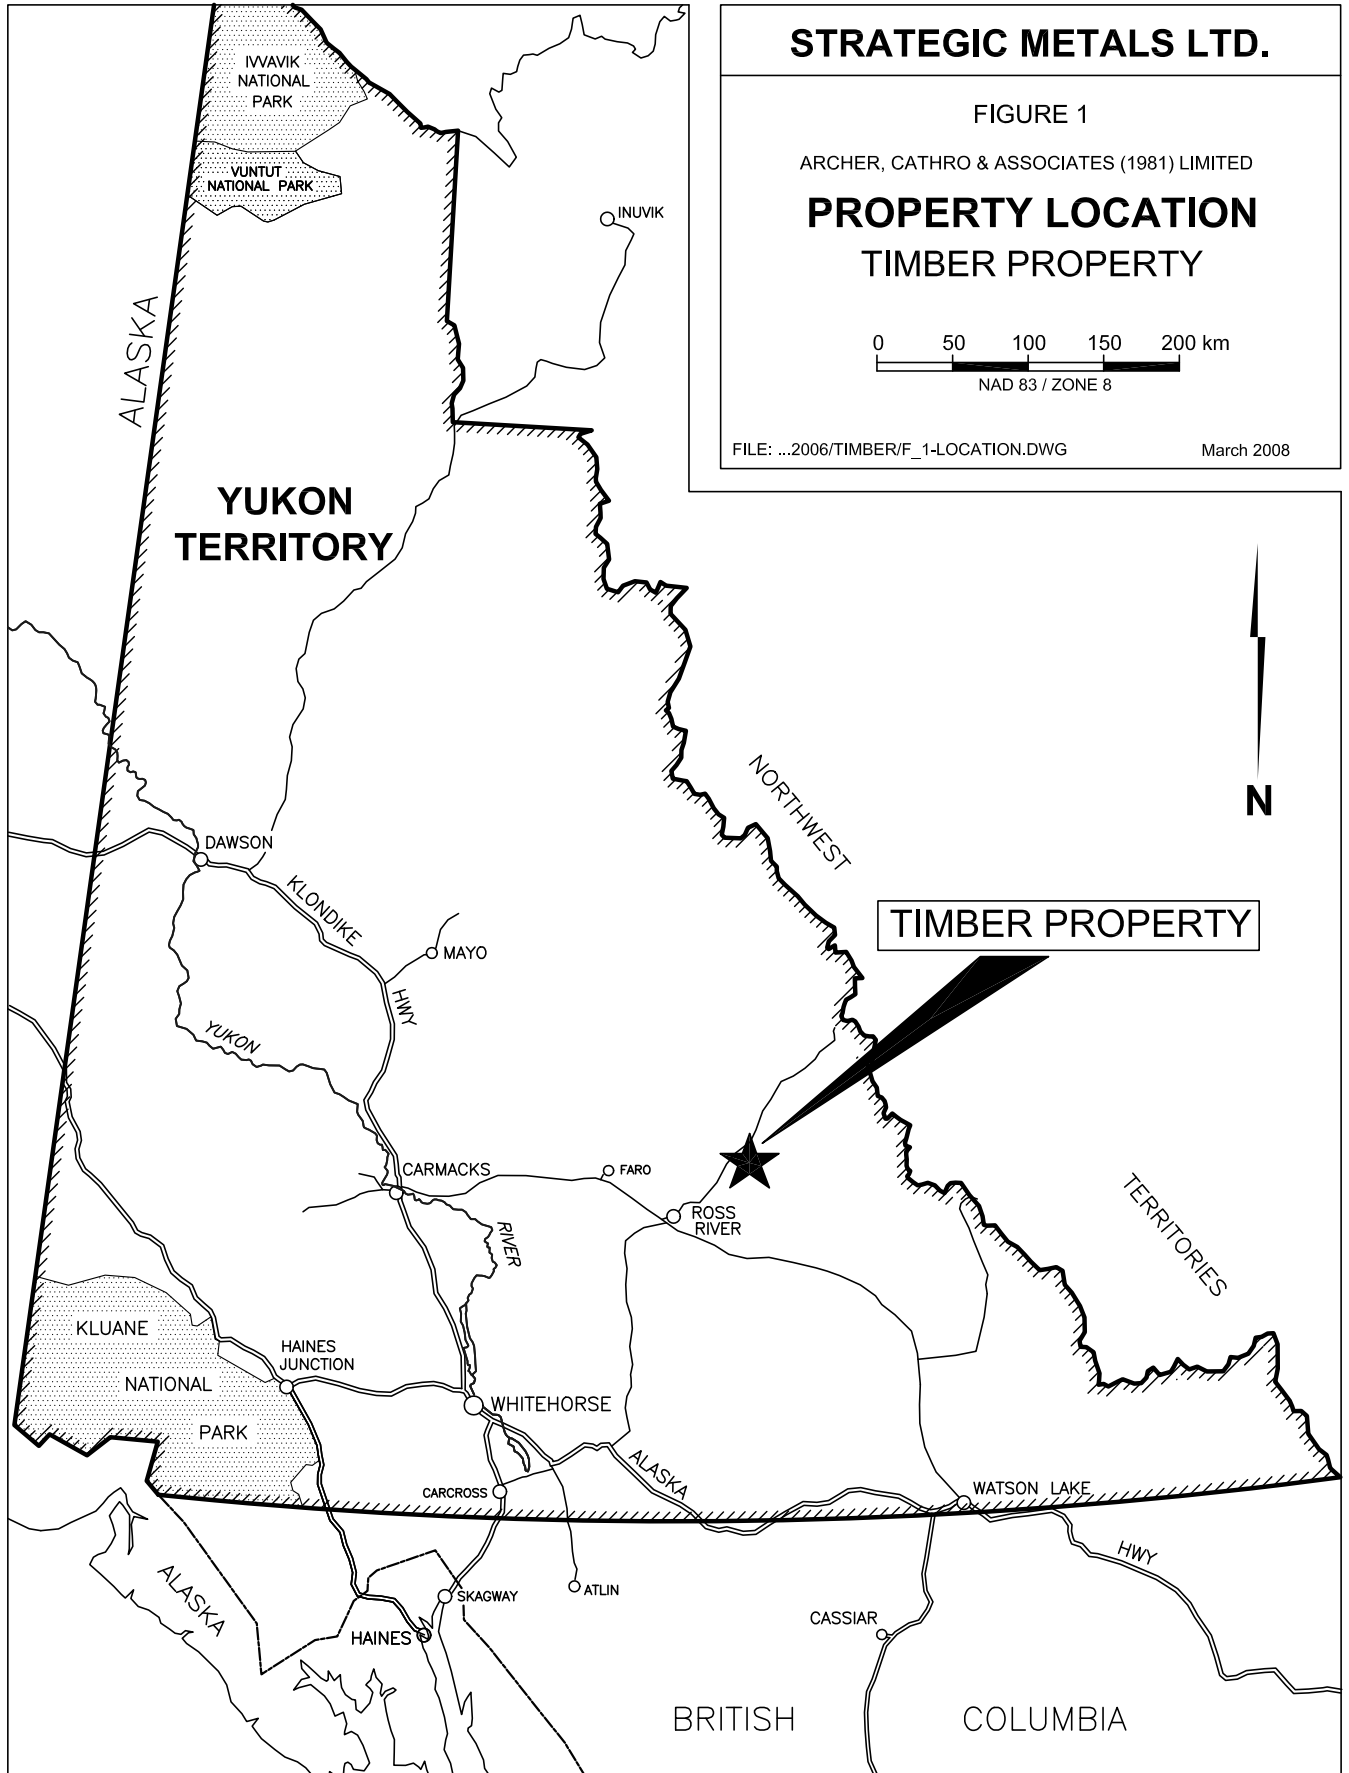 STRATEGIC METALS LTD.
FIGURE 1
ARCHER, CATHRO & ASSOCIATES (1981) LIMITED
PROPERTY LOCATION
TIMBER PROPERTY
0 50 100 150 200 km
NAD 83 / ZONE 8
FILE: ...2006/TIMBER/F_1-LOCATION.DWG
March 2008
IVVAVIK
NATIONAL
PARK
VUNTUT
NATIONAL PARK
INUVIK
ALASKA
YUKON
TERRITORY
N
NORTHWEST
TERRITORIES
DAWSON
KLONDIKE
HWY
MAYO
TIMBER PROPERTY
YUKON
RIVER
CARMACKS
FARO
ROSS
RIVER
KLUANE
NATIONAL
PARK
HAINES
JUNCTION
WHITEHORSE
CARCROSS
ALASKA
HWY
WATSON LAKE
ALASKA
SKAGWAY
ATLIN
HAINES
CASSIAR
BRITISH COLUMBIA